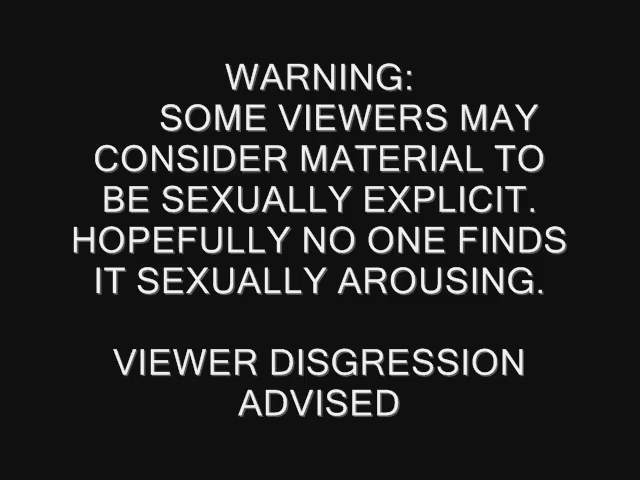 WARNING:
SOME VIEWERS MAY
CONSIDER MATERIAL TO
BE SEXUALLY EXPLICIT.
HOPEFULLY NO ONE FINDS
IT SEXUALLY AROUSING.
VIEWER DISGRESSION
ADVISED